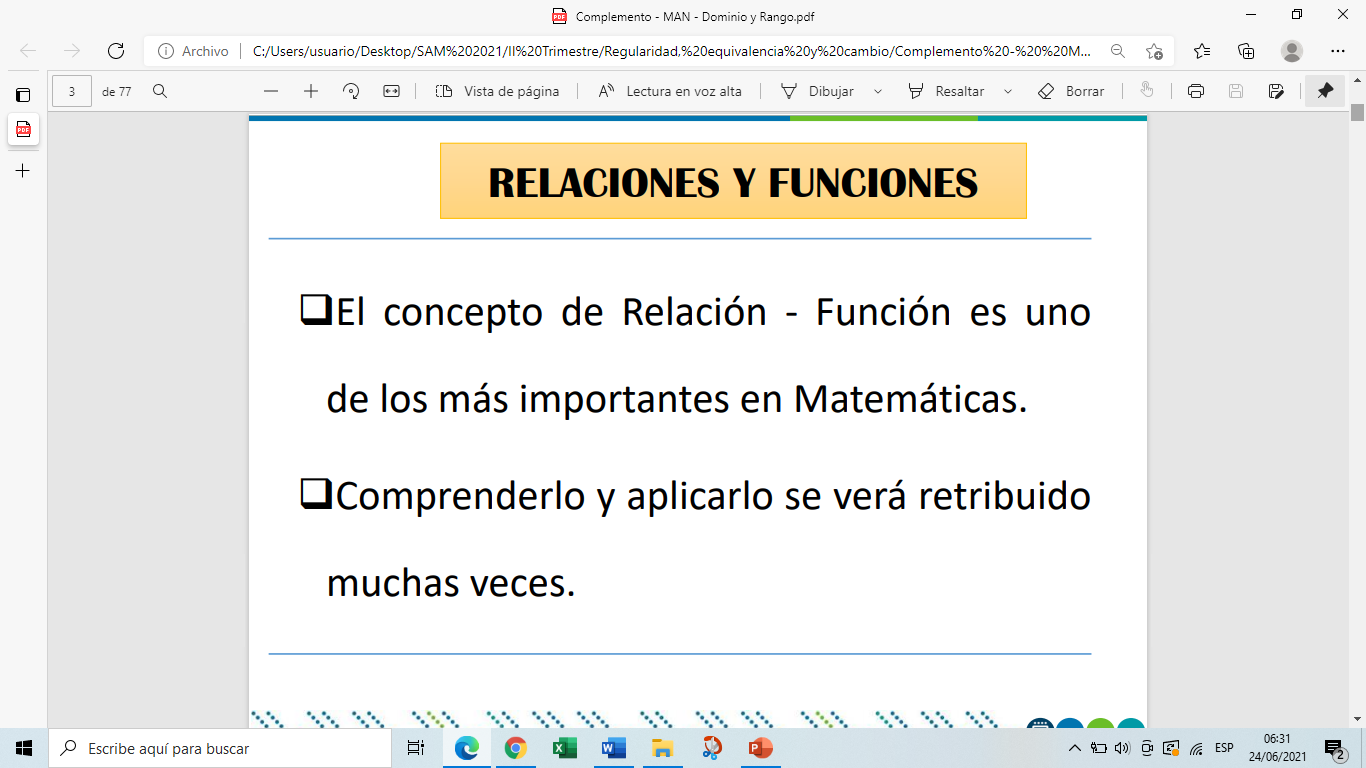 Complemento - MAN - Dominio y Rango.pdf
Archivo C:/Users/usuario/Desktop/SAM%202021/II%20Trimestre/Regularidad,%20equivalencia%20y%20cambio/Complemento%20-%20%20M...
3 de 77 Vista de página Lectura en voz alta Dibujar Resaltar Borrar
RELACIONES Y FUNCIONES
El concepto de Relación - Función es uno
de los más importantes en Matemáticas.
Comprenderlo y aplicarlo se verá retribuido
muchas veces.
Escribe aquí para buscar
ESP
06:31
24/06/2021
2